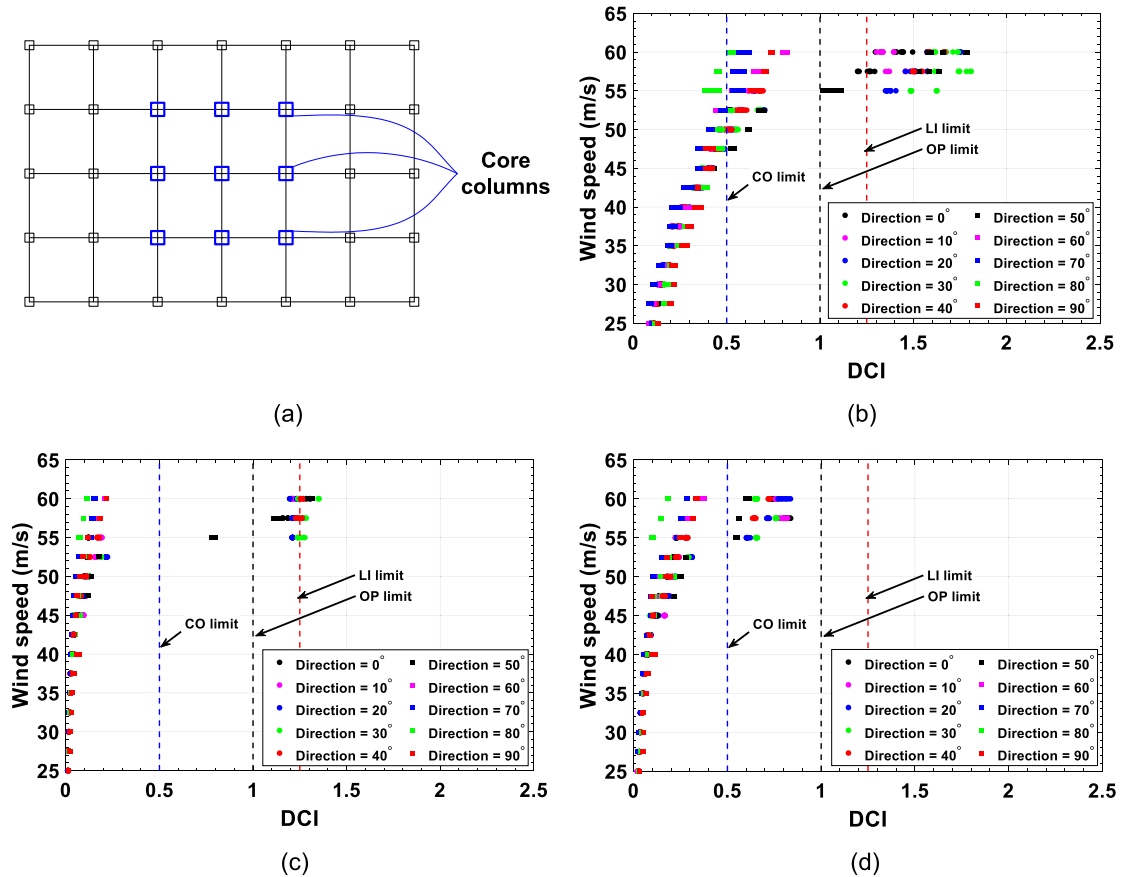 Core
columns
(a)
65
60
55
50
45
40
35
30
25
Wind speed (m/s)
LI limit
OP limit
CO limit
Direction = 0° Direction = 50°
Direction = 10° Direction = 60°
Direction = 20° Direction = 70°
Direction = 30° Direction = 80°
Direction = 40° Direction = 90°
0 0.5 1 1.5 2 2.5
DCI
(b)
65
60
55
50
45
40
35
30
25
Wind speed (m/s)
LI limit
OP limit
CO limit
Direction = 0° Direction = 50°
Direction = 10° Direction = 60°
Direction = 20° Direction = 70°
Direction = 30° Direction = 80°
Direction = 40° Direction = 90°
0 0.5 1 1.5 2 2.5
DCI
(c)
65
60
55
50
45
40
35
30
25
Wind speed (m/s)
LI limit
OP limit
CO limit
Direction = 0° Direction = 50°
Direction = 10° Direction = 60°
Direction = 20° Direction = 70°
Direction = 30° Direction = 80°
Direction = 40° Direction = 90°
0 0.5 1 1.5 2 2.5
DCI
(d)